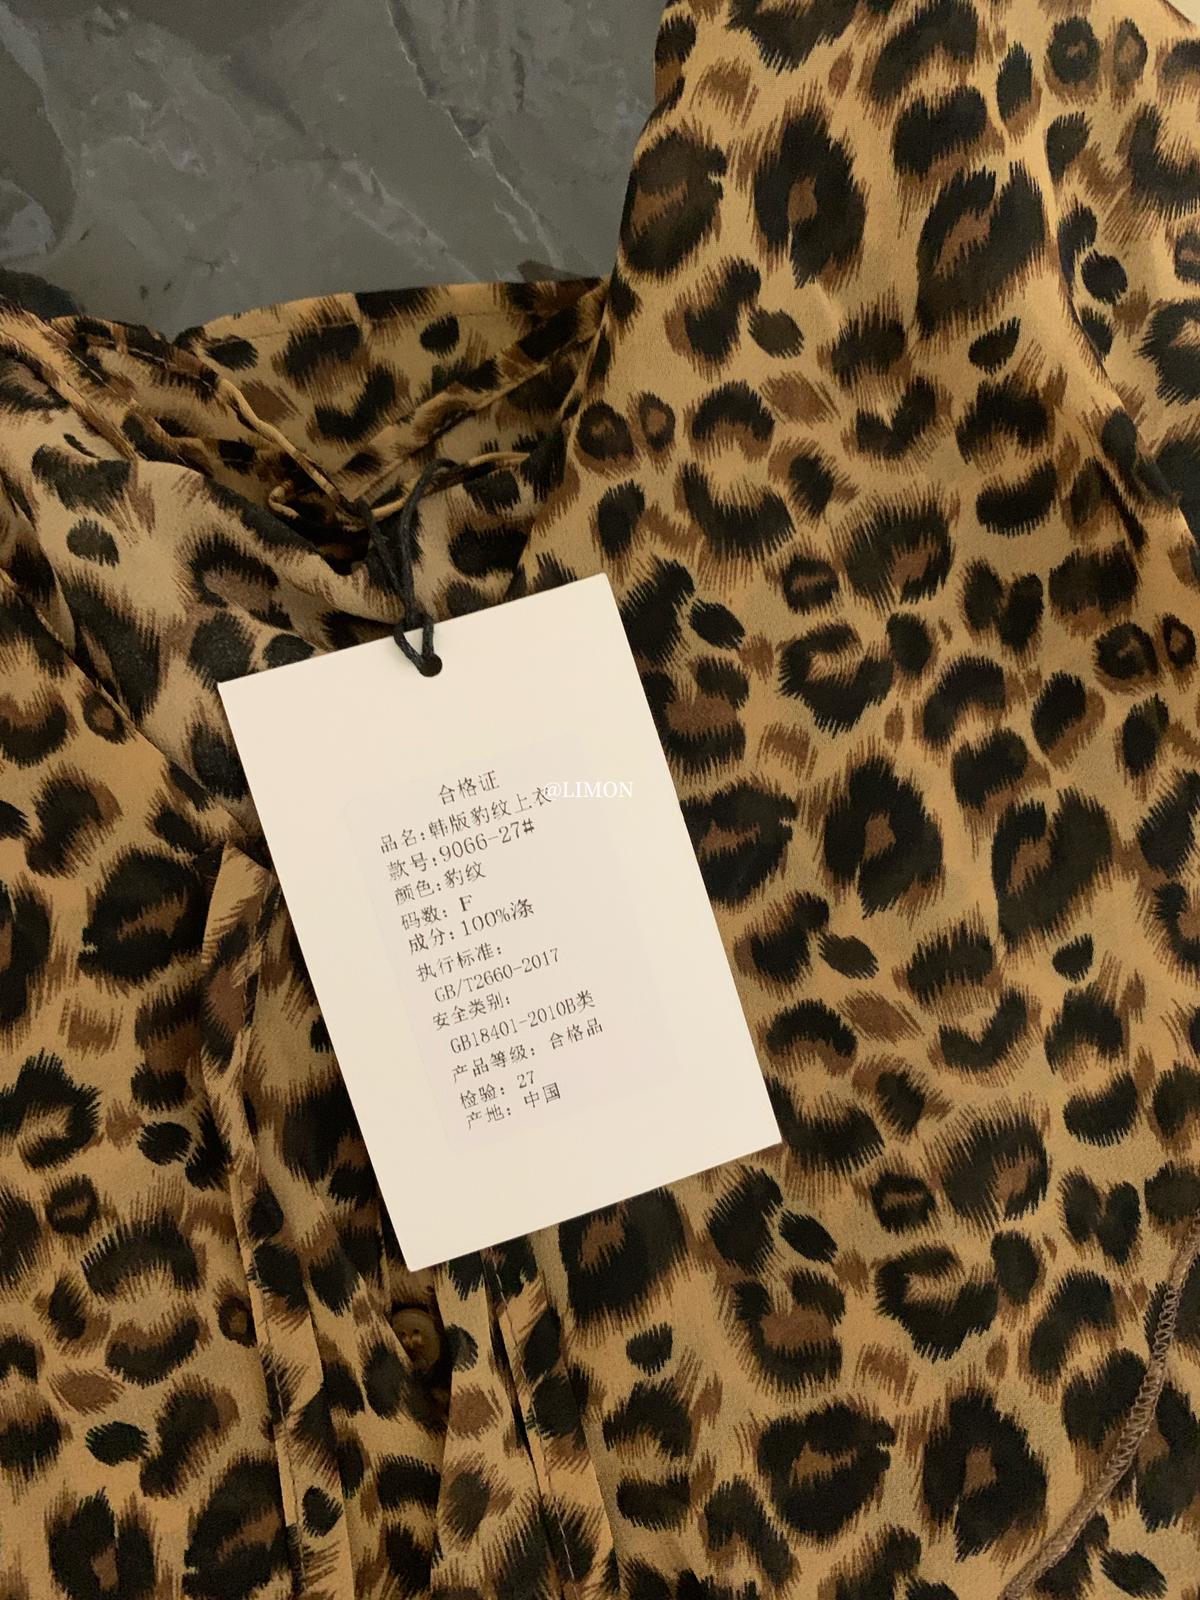 合格证
@LIMON
品名:韩版豹纹上衣
款号:9066-27#
颜色:豹纹
码数: F
成分:100%涤
执行标准:
GB/T2660-2017
安全类别:
GB18401-2010B类
产品等级: 合格品
检验: 27
产地: 中国